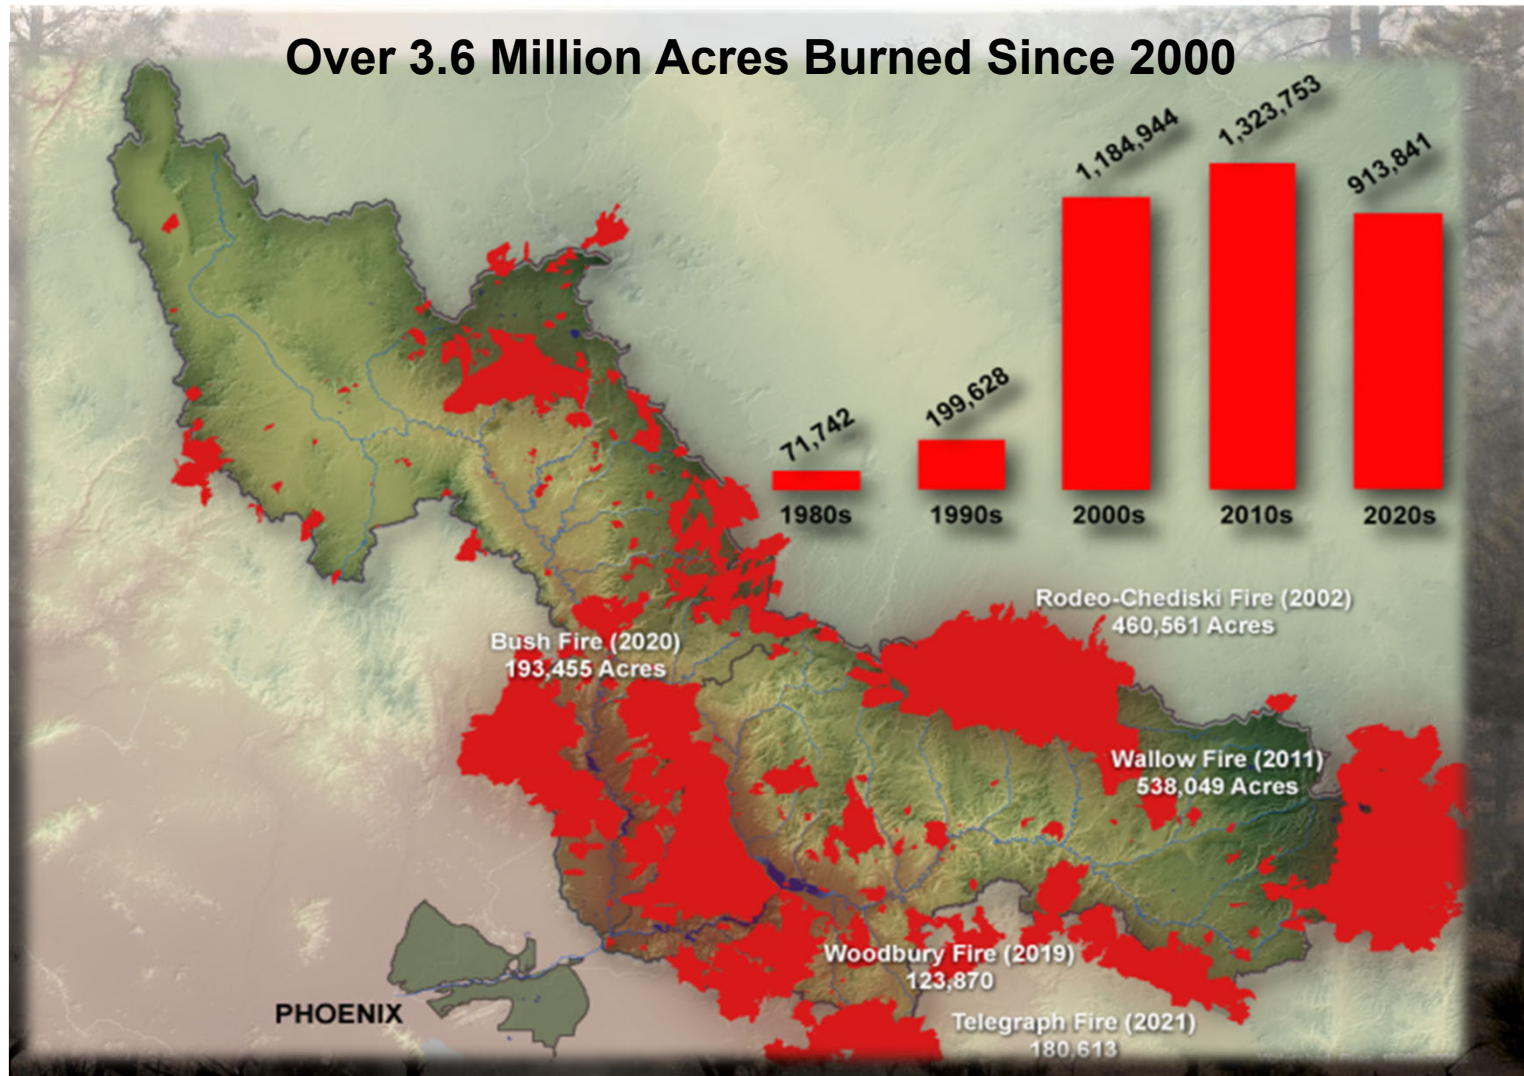 Over 3.6 Million Acres Burned Since 2000
71,742
199,628
1,184,944
1,323,753
913,841
1980s
1990s
2000s
2010s
2020s
Rodeo-Chediski Fire (2002)
460,561 Acres
Bush Fire (2020)
193,455 Acres
Wallow Fire (2011)
538,049 Acres
Woodbury Fire (2019)
123,870
PHOENIX
Telegraph Fire (2021)
180,613